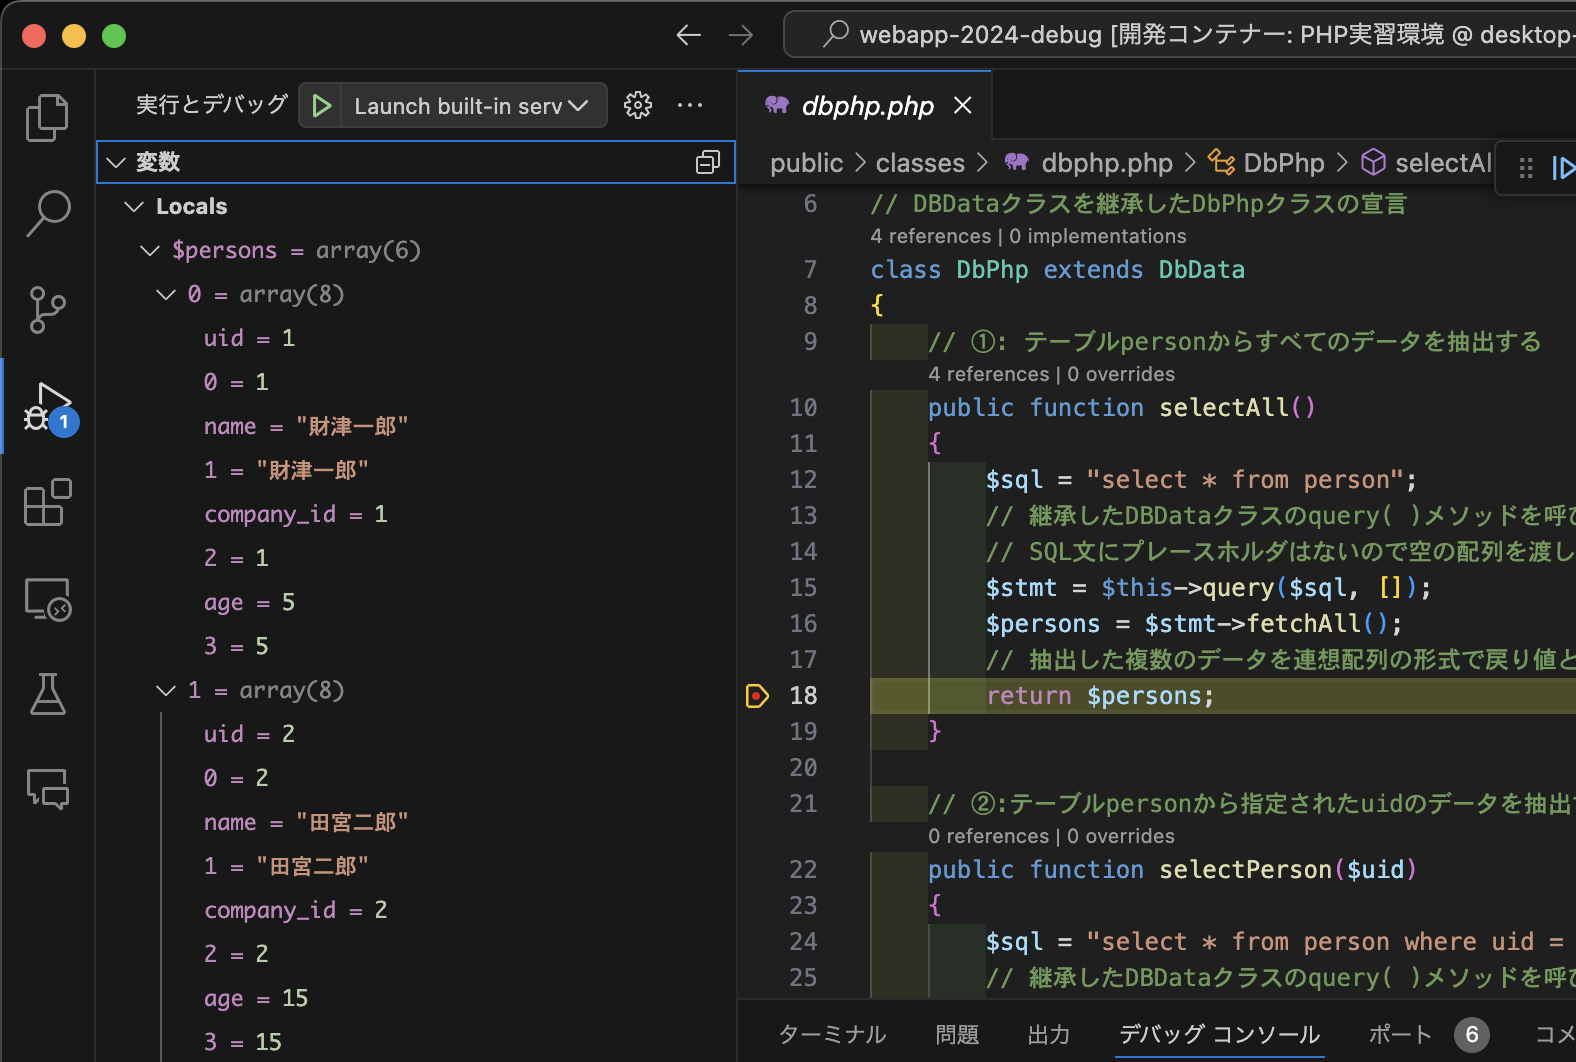 webapp-2024-debug [開発コンテナー: PHP実習環境 @ desktop-
実行とデバッグ
Launch built-in serv
変数
Locals
$persons = array(6)
0 = array(8)
uid = 1
0 = 1
name = "財津一郎"
1 = "財津一郎"
company_id = 1
2 = 1
age = 5
3 = 5
1 = array(8)
uid = 2
0 = 2
name = "田宮二郎"
1 = "田宮二郎"
company_id = 2
2 = 2
age = 15
3 = 15
1
dbphp.php
public > classes > dbphp.php > DbPhp > selectAl
6 // DBDataクラスを継承したDbPhpクラスの宣言
4 references | 0 implementations
7 class DbPhp extends DbData
8 {
9 // ①: テーブルpersonからすべてのデータを抽出する
4 references | 0 overrides
10 public function selectAll()
11 {
12 $sql = "select * from person";
13 // 継承したDBDataクラスのquery( )メソッドを呼び
14 // SQL文にプレースホルダはないので空の配列を渡し
15 $stmt = $this->query($sql, []);
16 $persons = $stmt->fetchAll();
17 // 抽出した複数のデータを連想配列の形式で戻り値と
18 return $persons;
19 }
20
21 // ②:テーブルpersonから指定されたuidのデータを抽出
0 references | 0 overrides
22 public function selectPerson($uid)
23 {
24 $sql = "select * from person where uid =
25 // 継承したDBDataクラスのquery( )メソッドを呼び
ターミナル 問題 出力 デバッグ コンソール ポート 6 コメ